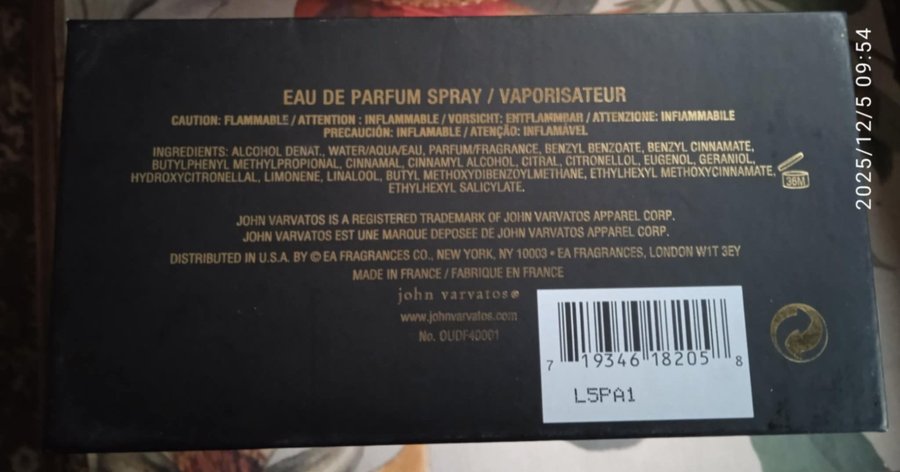 EAU DE PARFUM SPRAY / VAPORISATEUR
CAUTION: FLAMMABLE / ATTENTION : INFLAMMABLE / VORSICHT: ENTFLAMMBAR / ATTENZIONE: INFIAMMABILE
PRECAUCIÓN: INFLAMABLE / ATENÇÃO: INFLAMÁVEL
INGREDIENTS: ALCOHOL DENAT., WATER/AQUA/EAU, PARFUM/FRAGRANCE, BENZYL BENZOATE, BENZYL CINNAMATE,
BUTYLPHENYL METHYLPROPIONAL, CINNAMAL, CINNAMYL ALCOHOL, CITRAL, CITRONELLOL, EUGENOL, GERANIOL,
HYDROXYCITRONELLAL, LIMONENE, LINALOOL, BUTYL METHOXYDIBENZOYLMETHANE, ETHYLHEXYL METHOXYCINNAMATE,
ETHYLHEXYL SALICYLATE.
36M
JOHN VARVATOS IS A REGISTERED TRADEMARK OF JOHN VARVATOS APPAREL CORP.
JOHN VARVATOS EST UNE MARQUE DEPOSEE DE JOHN VARVATOS APPAREL CORP.
DISTRIBUTED IN U.S.A. BY © EA FRAGRANCES CO., NEW YORK, NY 10003 • EA FRAGRANCES, LONDON W1T 3EY
MADE IN FRANCE / FABRIQUE EN FRANCE
john varvatos®
www.johnvarvatos.com
No. OUDF40001
7 19346 18205 8
L5PA1
2025/12/5 09:54